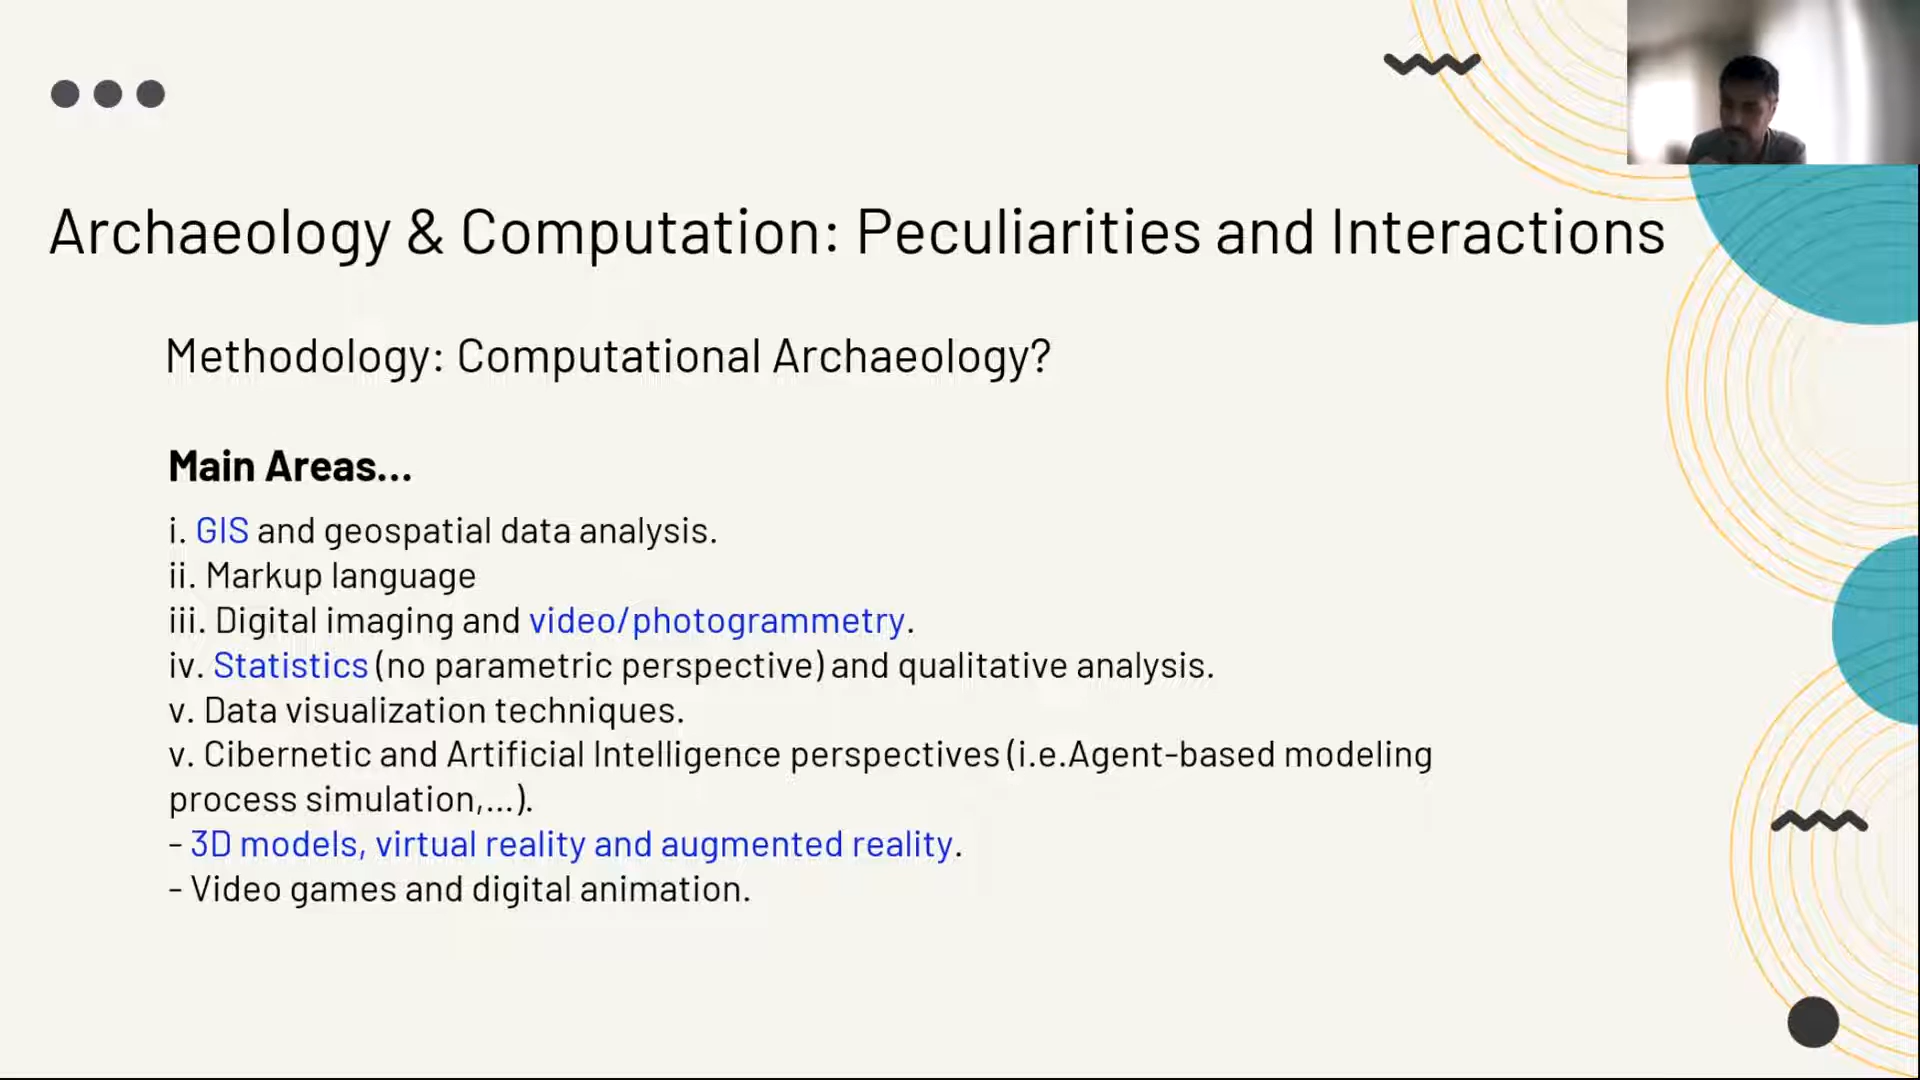 Archaeology & Computation: Peculiarities and Interactions
Methodology: Computational Archaeology?
Main Areas...
i. GIS and geospatial data analysis.
ii. Markup language
iii. Digital imaging and video/photogrammetry.
iv. Statistics (no parametric perspective) and qualitative analysis.
v. Data visualization techniques.
v. Cibernetic and Artificial Intelligence perspectives (i.e.Agent-based modeling
process simulation,...).
- 3D models, virtual reality and augmented reality.
- Video games and digital animation.